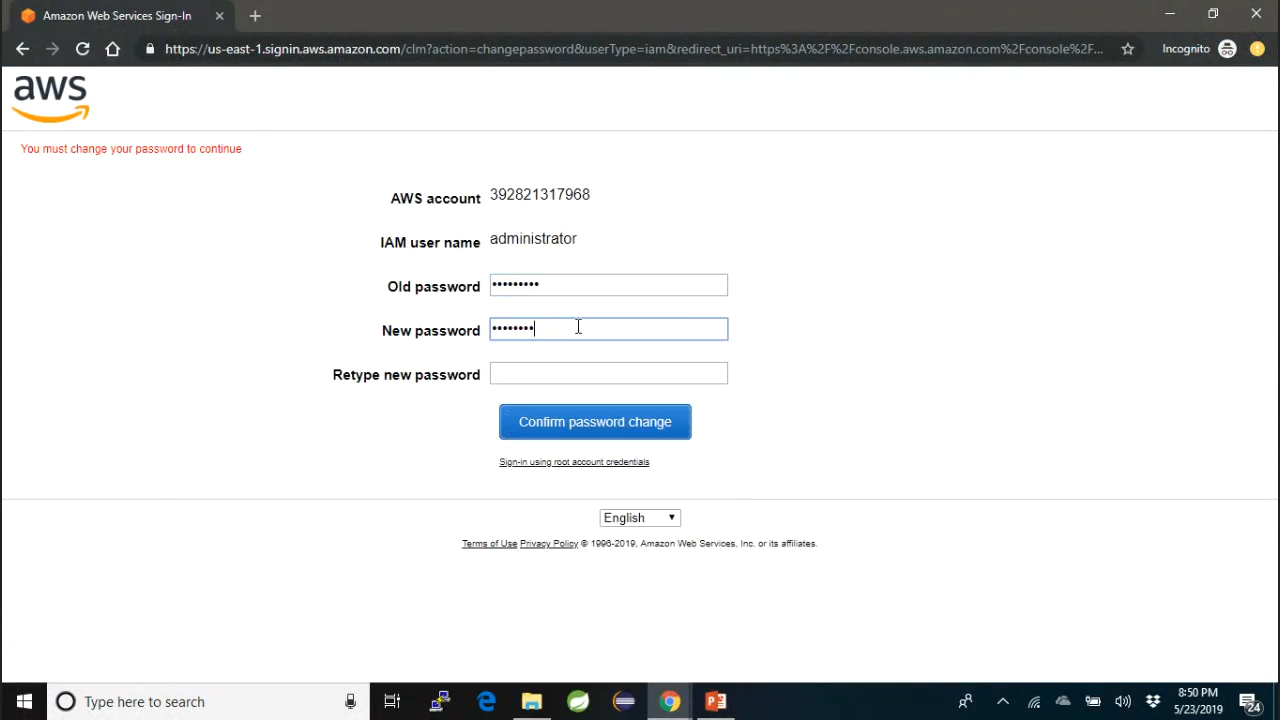 Amazon Web Services Sign-In
https://us-east-1.signin.aws.amazon.com/clm?action=changepassword&userType=iam&redirect_uri=https%3A%2F%2Fconsole.aws.amazon.com%2Fconsole%2F...
Incognito
aws
You must change your password to continue
AWS account 392821317968
IAM user name administrator
Old password •••••••••
New password ••••••••
Retype new password
Confirm password change
Sign-in using root account credentials
English
Terms of Use Privacy Policy © 1996-2019, Amazon Web Services, Inc. or its affiliates.
Type here to search
8:50 PM
5/23/2019
24